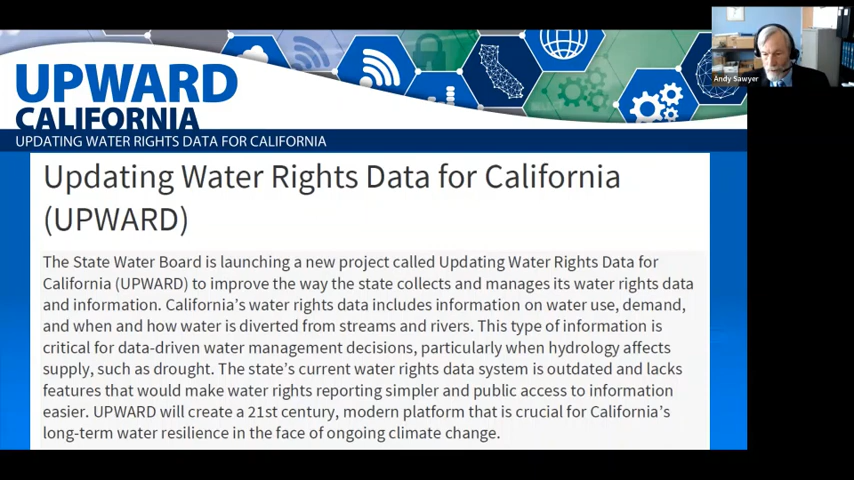 UPWARD
CALIFORNIA
UPDATING WATER RIGHTS DATA FOR CALIFORNIA
Andy Sawyer
Updating Water Rights Data for California
(UPWARD)
The State Water Board is launching a new project called Updating Water Rights Data for
California (UPWARD) to improve the way the state collects and manages its water rights data
and information. California’s water rights data includes information on water use, demand,
and when and how water is diverted from streams and rivers. This type of information is
critical for data-driven water management decisions, particularly when hydrology affects
supply, such as drought. The state’s current water rights data system is outdated and lacks
features that would make water rights reporting simpler and public access to information
easier. UPWARD will create a 21st century, modern platform that is crucial for California’s
long-term water resilience in the face of ongoing climate change.